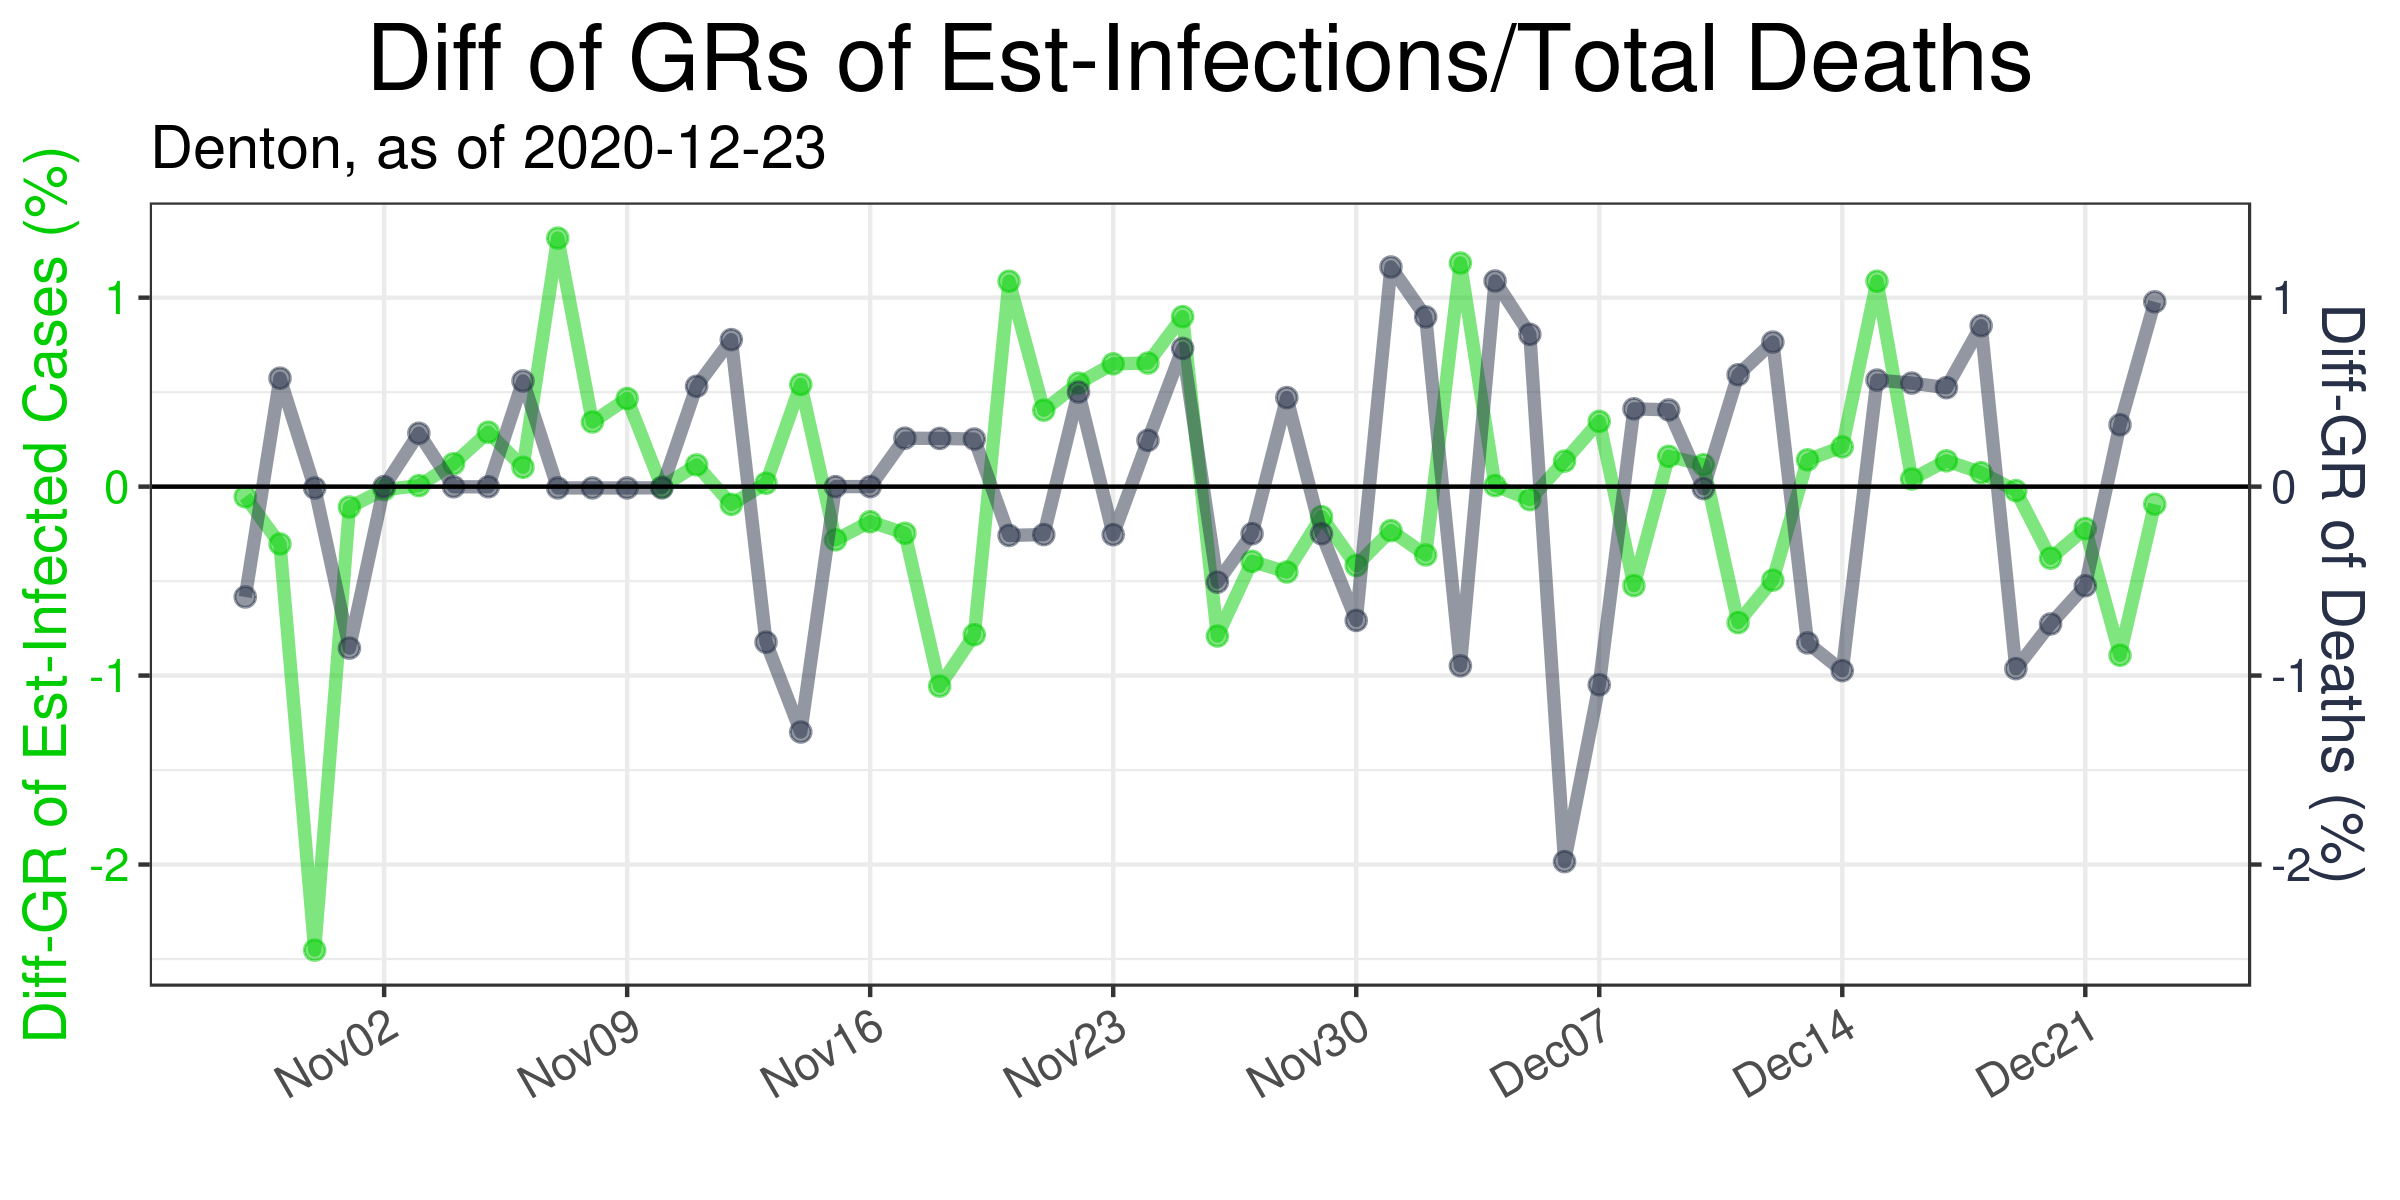 Diff of GRs of Est-Infections/Total Deaths
Denton, as of 2020-12-23
Diff-GR of Est-Infected Cases (%)
1
0
-1
-2
1
0
-1
-2
Diff-GR of Deaths (%)
Nov02
Nov09
Nov16
Nov23
Nov30
Dec07
Dec14
Dec21